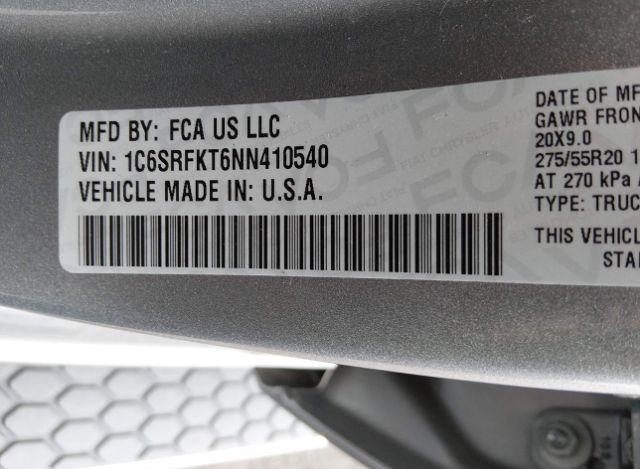 MFD BY: FCA US LLC
VIN: 1C6SRFKT6NN410540
VEHICLE MADE IN: U.S.A.
DATE OF MF
GAWR FRON
20X9.0
275/55R20 1
AT 270 kPa
TYPE: TRUC
THIS VEHICL
STA